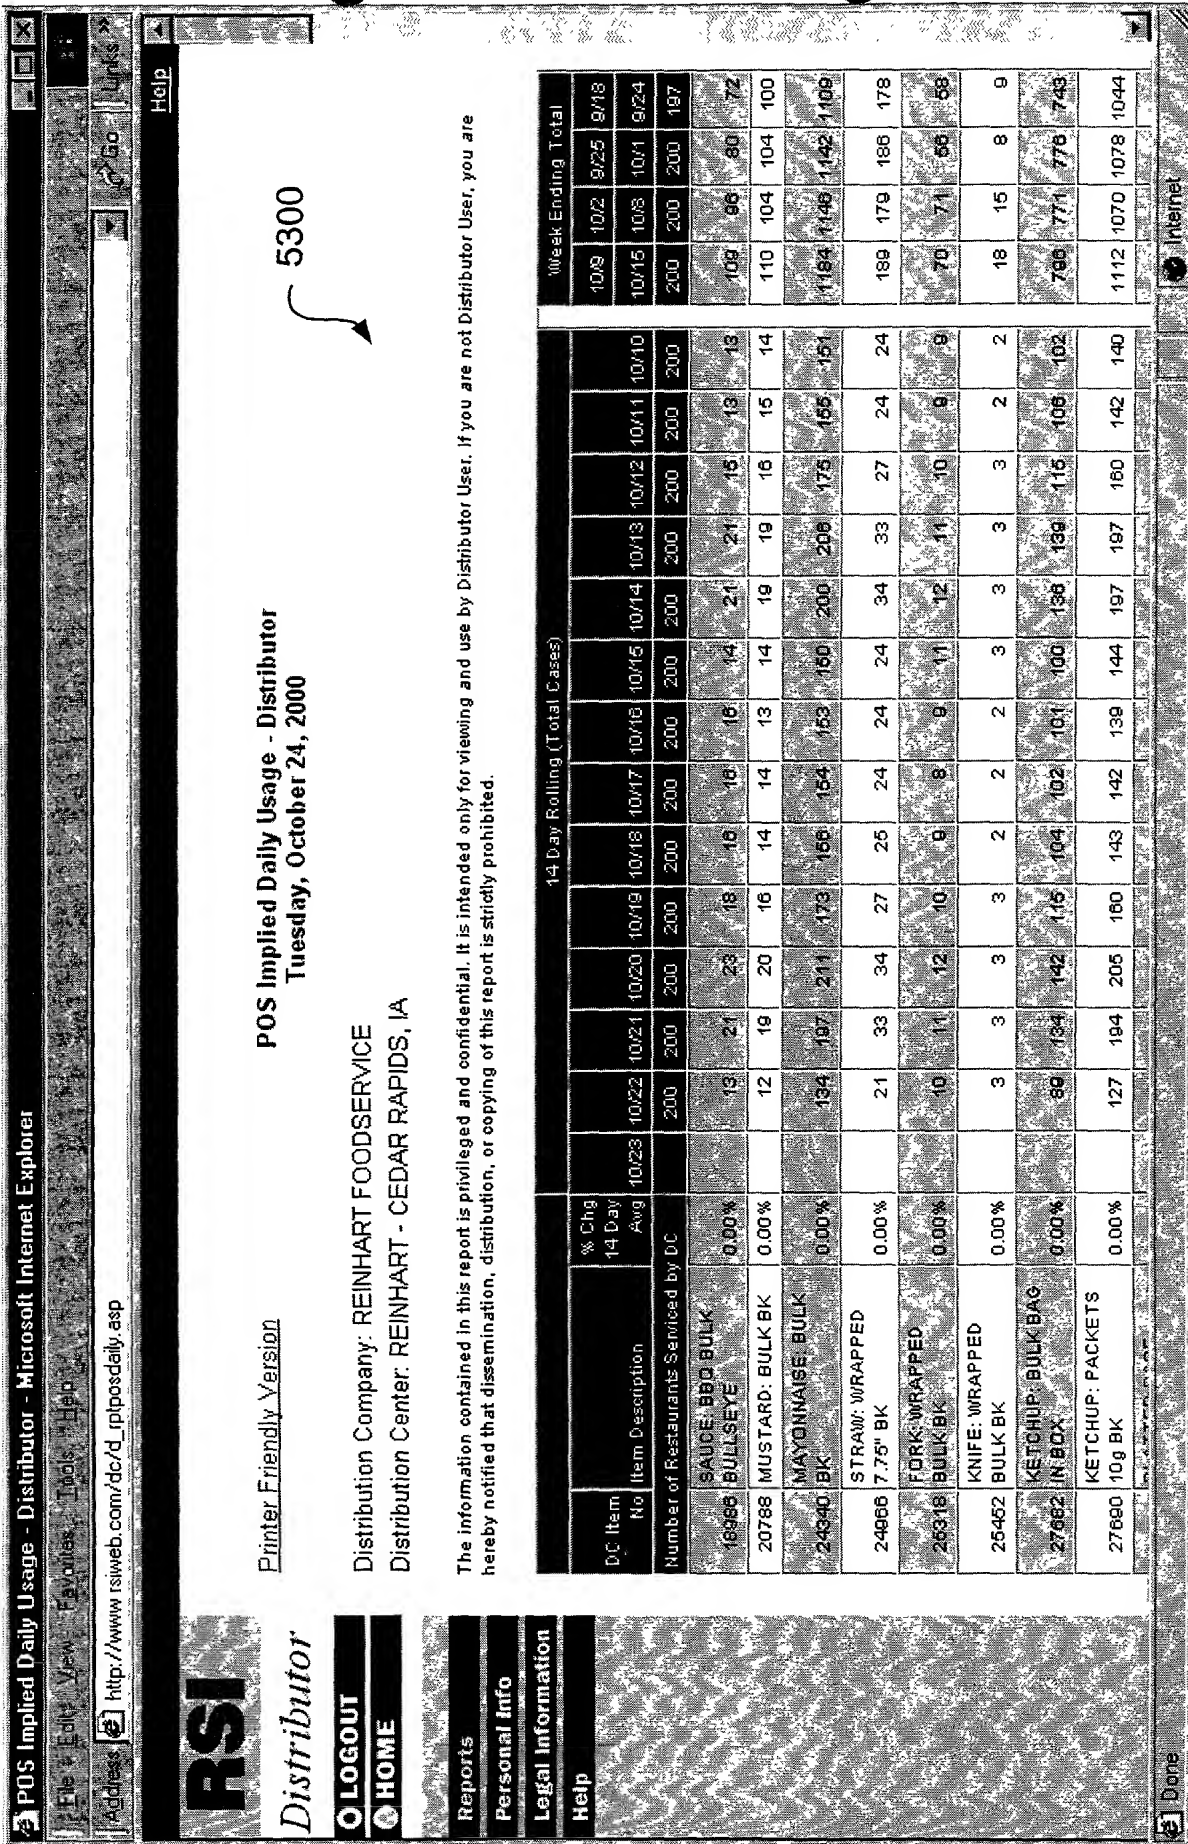 POS Implied Daily Usage - Distributor - Microsoft Internet Explorer
File Edit View Favorites Tools Help
Address http://www.rsiweb.com/dc/d_rptposdaily.asp Go Links »
Help
RSI
Distributor
LOGOUT
HOME
Reports
Personal Info
Legal Information
Help
Printer Friendly Version
POS Implied Daily Usage - Distributor
Tuesday, October 24, 2000
5300
Distribution Company: REINHART FOODSERVICE
Distribution Center: REINHART - CEDAR RAPIDS, IA
The information contained in this report is privileged and confidential. It is intended only for viewing and use by Distributor User. If you are not Distributor User, you are
hereby notified that dissemination, distribution, or copying of this report is strictly prohibited.
14 Day Rolling (Total Cases) Week Ending Total
DC Item No Item Description % Chg 14 Day Avg 10/23 10/22 10/21 10/20 10/19 10/18 10/17 10/16 10/15 10/14 10/13 10/12 10/11 10/10 10/9 10/15 10/2 10/8 9/25 10/1 9/18 9/24
Number of Restaurants Serviced by DC 200 200 200 200 200 200 200 200 200 200 200 200 200 200 200 200 197
SAUCE: BBQ BULK
16986 BULLSEYE 0.00% 13 21 23 18 16 16 16 14 21 21 15 13 13 109 96 80 72
20788 MUSTARD: BULK BK 0.00% 12 19 20 16 14 14 13 14 19 19 16 15 14 110 104 104 100
MAYONNAISE: BULK
24340 BK 0.00% 134 197 211 173 156 154 153 150 200 206 175 155 151 1184 1146 1142 1109
STRAW: WRAPPED
24966 7.75" BK 0.00% 21 33 34 27 25 24 24 24 34 33 27 24 24 189 179 186 178
FORK: WRAPPED
25318 BULK BK 0.00% 10 11 12 10 9 8 9 11 12 11 10 9 9 70 71 56 58
KNIFE: WRAPPED
25452 BULK BK 0.00% 3 3 3 3 2 2 2 3 3 3 3 2 2 18 15 8 9
KETCHUP: BULK BAG
27682 IN BOX 0.00% 89 134 142 115 104 102 101 100 136 139 115 106 102 796 771 776 743
KETCHUP: PACKETS
27690 10g BK 0.00% 127 194 205 160 143 142 139 144 197 197 160 142 140 1112 1070 1078 1044
Done Internet